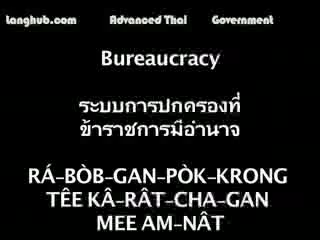 Langhub.com Advanced Thai Government
Bureaucracy
ระบบการปกครองที่
ข้าราชการมีอำนาจ
RÁ-BÒB-GAN-PÒK-KRONG
TÊE KÂ-RÂT-CHA-GAN
MEE AM-NÂT